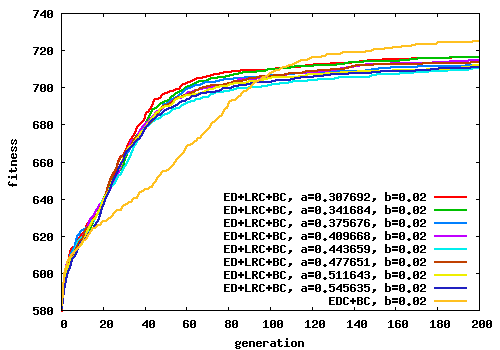 740
720
700
680
660
640
620
600
580
fitness
ED+LRC+BC, a=0.307692, b=0.02
ED+LRC+BC, a=0.341684, b=0.02
ED+LRC+BC, a=0.375676, b=0.02
ED+LRC+BC, a=0.409668, b=0.02
ED+LRC+BC, a=0.443659, b=0.02
ED+LRC+BC, a=0.477651, b=0.02
ED+LRC+BC, a=0.511643, b=0.02
ED+LRC+BC, a=0.545635, b=0.02
EDC+BC, b=0.02
0 20 40 60 80 100 120 140 160 180 200
generation